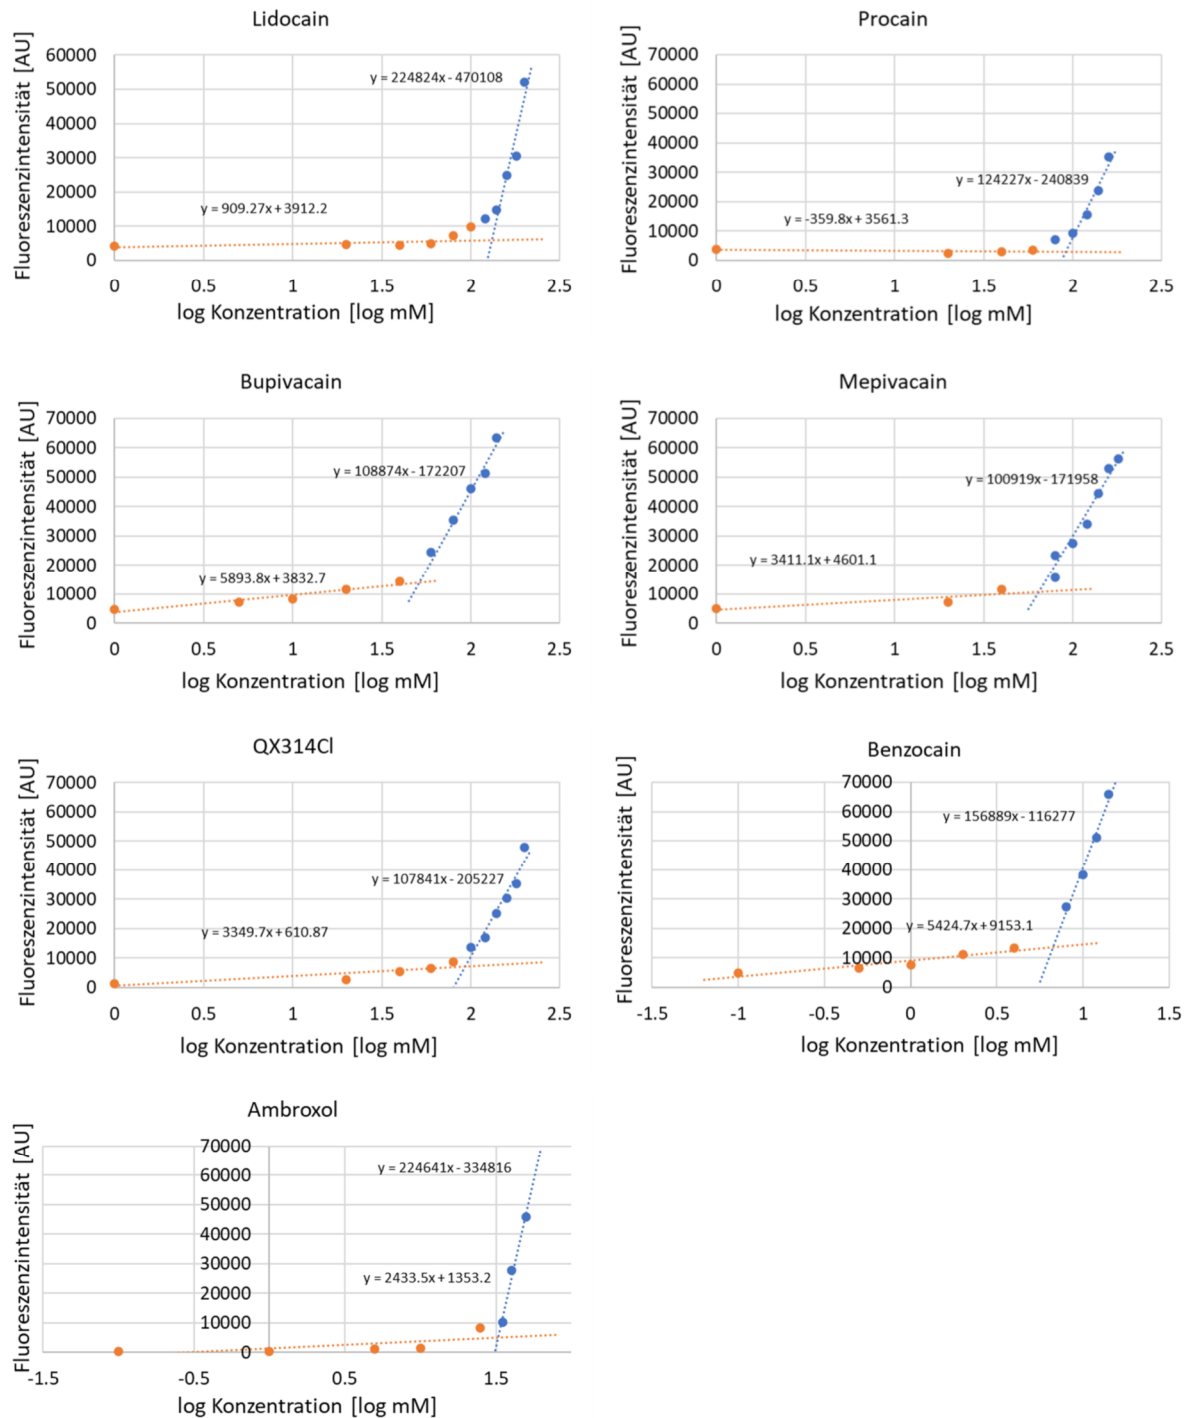 Lidocain
Fluoreszenzintensität [AU]
60000
50000
40000
30000
20000
10000
0
y = 224824x - 470108
y = 909.27x + 3912.2
0 0.5 1 1.5 2 2.5
log Konzentration [log mM]
Procain
Fluoreszenzintensität [AU]
70000
60000
50000
40000
30000
20000
10000
0
y = 124227x - 240839
y = -359.8x + 3561.3
0 0.5 1 1.5 2 2.5
log Konzentration [log mM]
Bupivacain
Fluoreszenzintensität [AU]
70000
60000
50000
40000
30000
20000
10000
0
y = 108874x - 172207
y = 5893.8x + 3832.7
0 0.5 1 1.5 2 2.5
log Konzentration [log mM]
Mepivacain
Fluoreszenzintensität [AU]
70000
60000
50000
40000
30000
20000
10000
0
y = 100919x - 171958
y = 3411.1x + 4601.1
0 0.5 1 1.5 2 2.5
log Konzentration [log mM]
QX314Cl
Fluoreszenzintensität [AU]
70000
60000
50000
40000
30000
20000
10000
0
y = 107841x - 205227
y = 3349.7x + 610.87
0 0.5 1 1.5 2 2.5
log Konzentration [log mM]
Benzocain
Fluoreszenzintensität [AU]
70000
60000
50000
40000
30000
20000
10000
0
y = 156889x - 116277
y = 5424.7x + 9153.1
-1.5 -1 -0.5 0 0.5 1 1.5
log Konzentration [log mM]
Ambroxol
Fluoreszenzintensität [AU]
70000
60000
50000
40000
30000
20000
10000
0
y = 224641x - 334816
y = 2433.5x + 1353.2
-1.5 -0.5 0.5 1.5
log Konzentration [log mM]